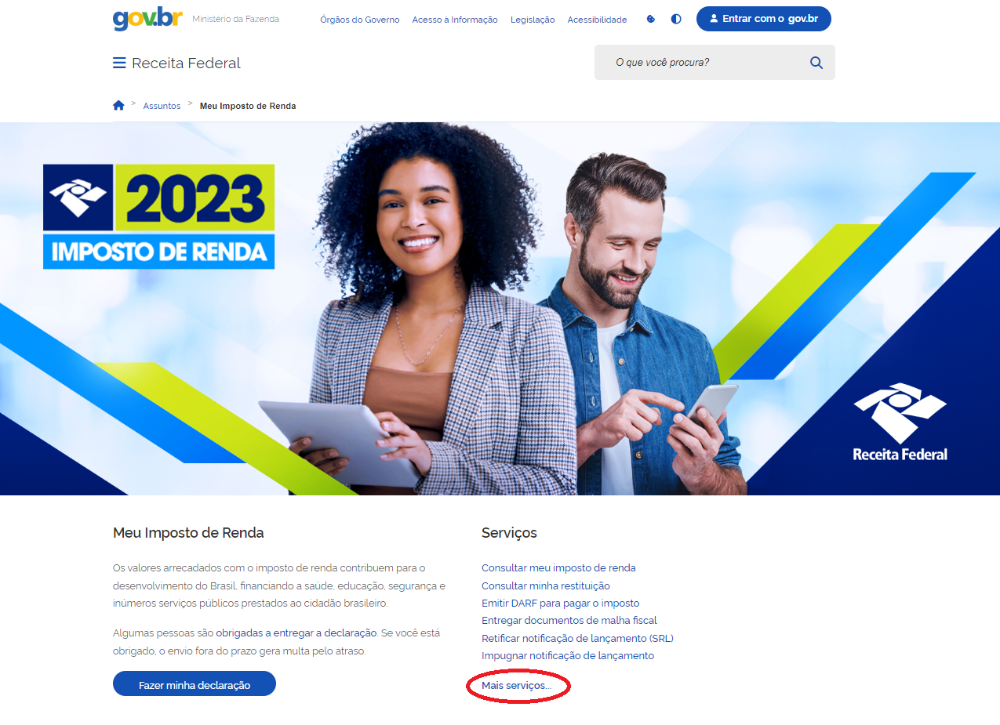 gov.br Ministério da Fazenda Órgãos do Governo Acesso à Informação Legislação Acessibilidade Entrar com o gov.br
Receita Federal O que você procura?
> Assuntos > Meu Imposto de Renda
2023
IMPOSTO DE RENDA
Receita Federal
Meu Imposto de Renda
Os valores arrecadados com o imposto de renda contribuem para o
desenvolvimento do Brasil, financiando a saúde, educação, segurança e
inúmeros serviços públicos prestados ao cidadão brasileiro.
Algumas pessoas são obrigadas a entregar a declaração. Se você está
obrigado, o envio fora do prazo gera multa pelo atraso.
Fazer minha declaração
Serviços
Consultar meu imposto de renda
Consultar minha restituição
Emitir DARF para pagar o imposto
Entregar documentos de malha fiscal
Retificar notificação de lançamento (SRL)
Impugnar notificação de lançamento
Mais serviços...